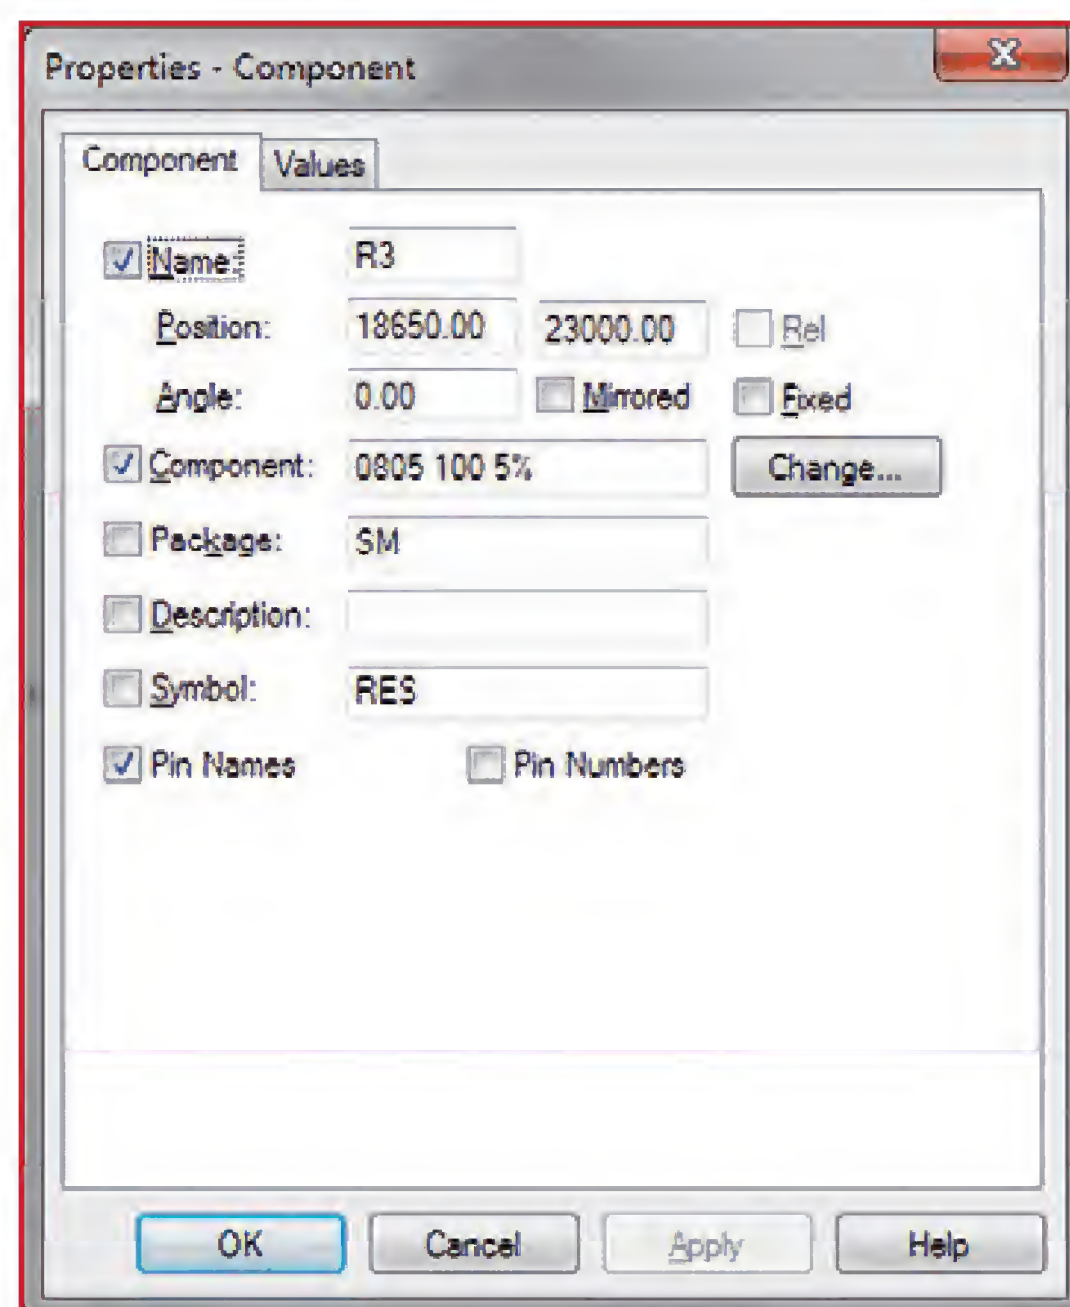 Properties - Component
Component Values
Name: R3
Position: 18650.00 23000.00 Rel
Angle: 0.00 Mirrored Fixed
Component: 0805 100 5% Change...
Package: SM
Description:
Symbol: RES
Pin Names Pin Numbers
OK Cancel Apply Help